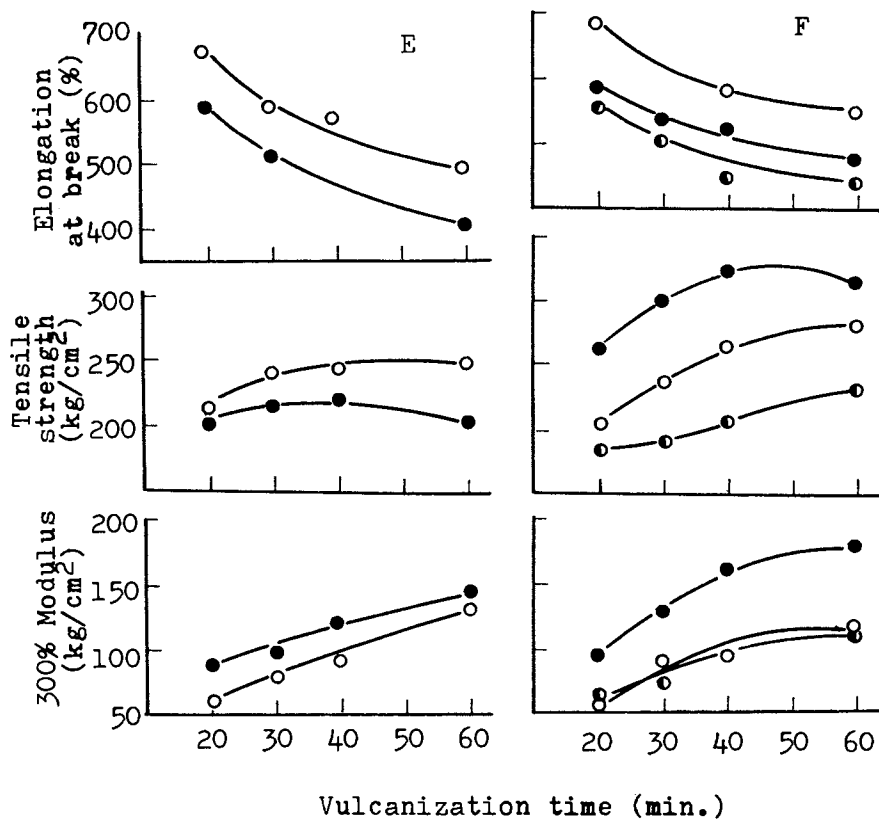 E
F
Elongation
at break (%)
700
600
500
400
Tensile
strength
(kg/cm2)
300
250
200
300% Modulus
(kg/cm2)
200
150
100
50
20 30 40 50 60
20 30 40 50 60
Vulcanization time (min.)